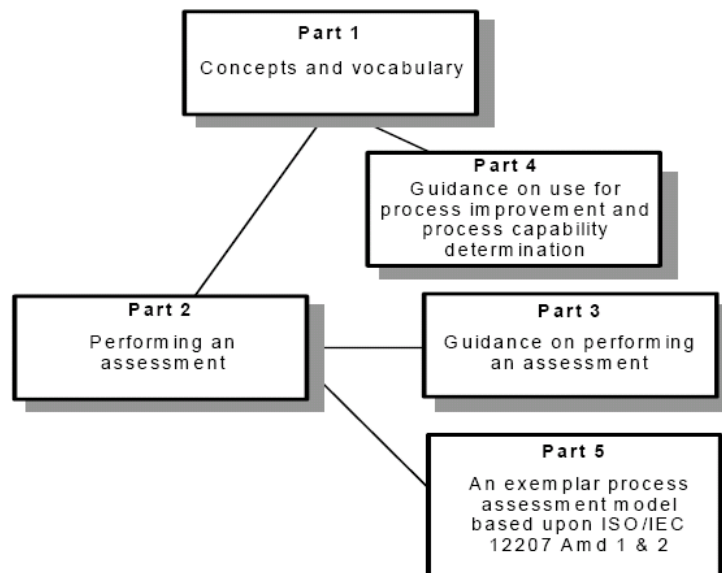 Part 1
Concepts and vocabulary
Part 4
Guidance on use for
process improvement and
process capability
determination
Part 2
Performing an
assessment
Part 3
Guidance on performing
an assessment
Part 5
An exemplar process
assessment model
based upon ISO/IEC
12207 Amd 1 & 2